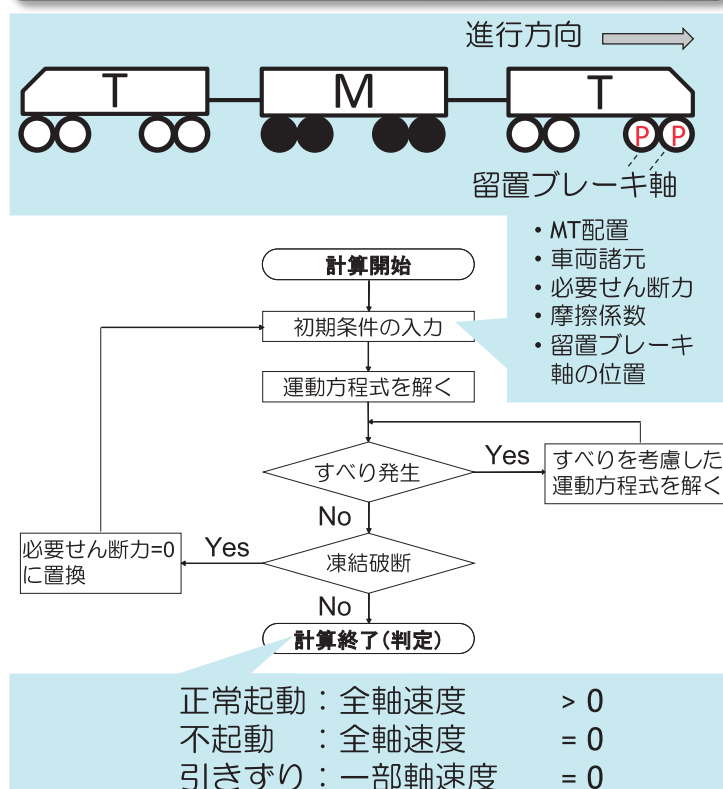 進行方向
T M T
P P
留置ブレーキ軸
・MT配置
・車両諸元
・必要せん断力
・摩擦係数
・留置ブレーキ
軸の位置
計算開始
初期条件の入力
運動方程式を解く
すべり発生
Yes
すべりを考慮した
運動方程式を解く
No
凍結破断
Yes
必要せん断力=0
に置換
No
計算終了(判定)
正常起動：全軸速度 > 0
不起動 ：全軸速度 = 0
引きずり：一部軸速度 = 0